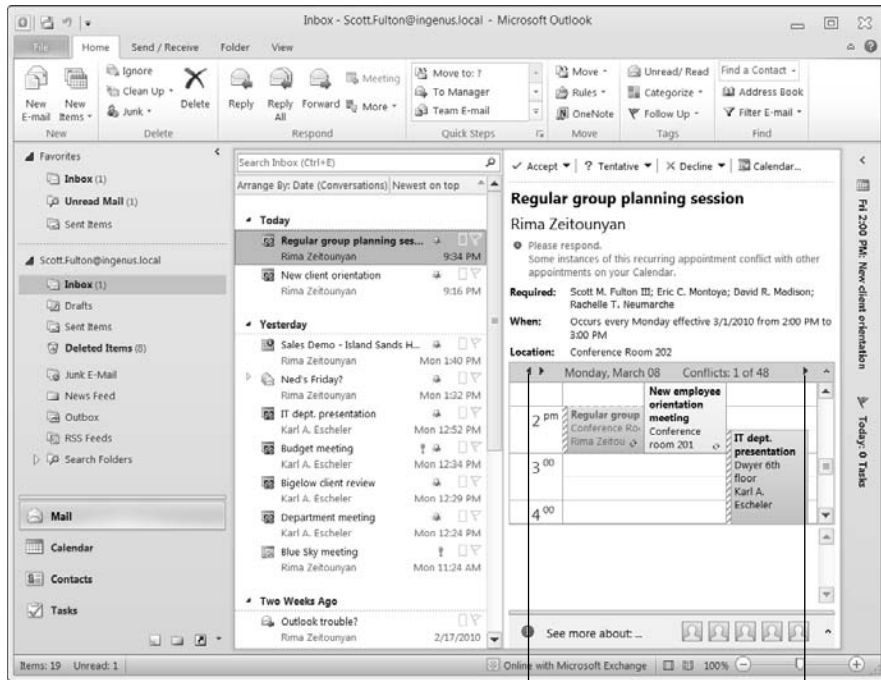 Inbox - Scott.Fulton@ingenus.local - Microsoft Outlook
File Home Send / Receive Folder View
New E-mail
New Items
New
Ignore
Clean Up
Junk
Delete
Delete
Reply
Reply All
Forward
Meeting
More
Respond
Move to: ?
To Manager
Team E-mail
Quick Steps
Move
Rules
OneNote
Move
Unread/ Read
Categorize
Follow Up
Tags
Find a Contact
Address Book
Filter E-mail
Find
Favorites
Inbox (1)
Unread Mail (1)
Sent Items
Scott.Fulton@ingenus.local
Inbox (1)
Drafts
Sent Items
Deleted Items (8)
Junk E-Mail
News Feed
Outbox
RSS Feeds
Search Folders
Mail
Calendar
Contacts
Tasks
Search Inbox (Ctrl+E)
Arrange By: Date (Conversations) Newest on top
Today
Regular group planning ses...
Rima Zeitounyan 9:34 PM
New client orientation
Rima Zeitounyan 9:16 PM
Yesterday
Sales Demo - Island Sands H...
Rima Zeitounyan Mon 1:40 PM
Ned's Friday?
Rima Zeitounyan Mon 1:32 PM
IT dept. presentation
Karl A. Escheler Mon 12:52 PM
Budget meeting
Karl A. Escheler Mon 12:34 PM
Bigelow client review
Karl A. Escheler Mon 12:29 PM
Department meeting
Karl A. Escheler Mon 12:24 PM
Blue Sky meeting
Rima Zeitounyan Mon 11:24 AM
Two Weeks Ago
Outlook trouble?
Rima Zeitounyan 2/17/2010
Accept ? Tentative Decline Calendar...
Regular group planning session
Rima Zeitounyan
Please respond.
Some instances of this recurring appointment conflict with other
appointments on your Calendar.
Required: Scott M. Fulton III; Eric C. Montoya; David R. Madison;
Rachelle T. Neumarche
When: Occurs every Monday effective 3/1/2010 from 2:00 PM to
3:00 PM
Location: Conference Room 202
Monday, March 08 Conflicts: 1 of 48
2 pm
3 00
4 00
Regular group
Conference Ro
Rima Zeitou
New employee
orientation
meeting
Conference
room 201
IT dept.
presentation
Dwyer 6th
floor
Karl A.
Escheler
See more about: ..
Fri 2:00 PM: New client orientation
Today: 0 Tasks
Items: 19 Unread: 1
Online with Microsoft Exchange 100%